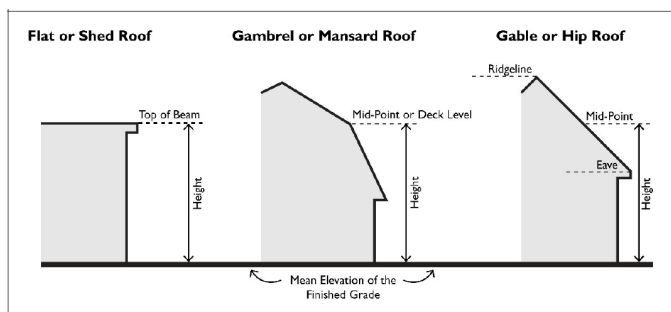 Flat or Shed Roof
Gambrel or Mansard Roof
Gable or Hip Roof
Ridgeline
Top of Beam
Mid-Point or Deck Level
Mid-Point
Eave
Height
Height
Height
Mean Elevation of the
Finished Grade